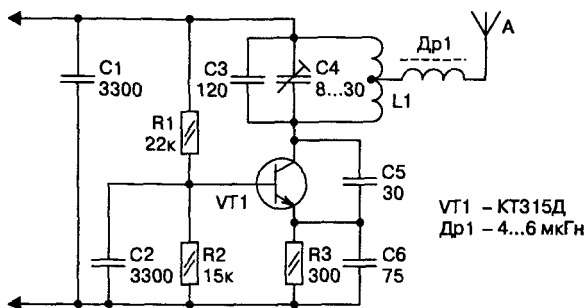 C1
3300
C3
120
C4
8...30
Др1
А
L1
R1
22к
VT1
C5
30
C2
3300
R2
15к
R3
300
C6
75
VT1 – КТ315Д
Др1 – 4...6 мкГн